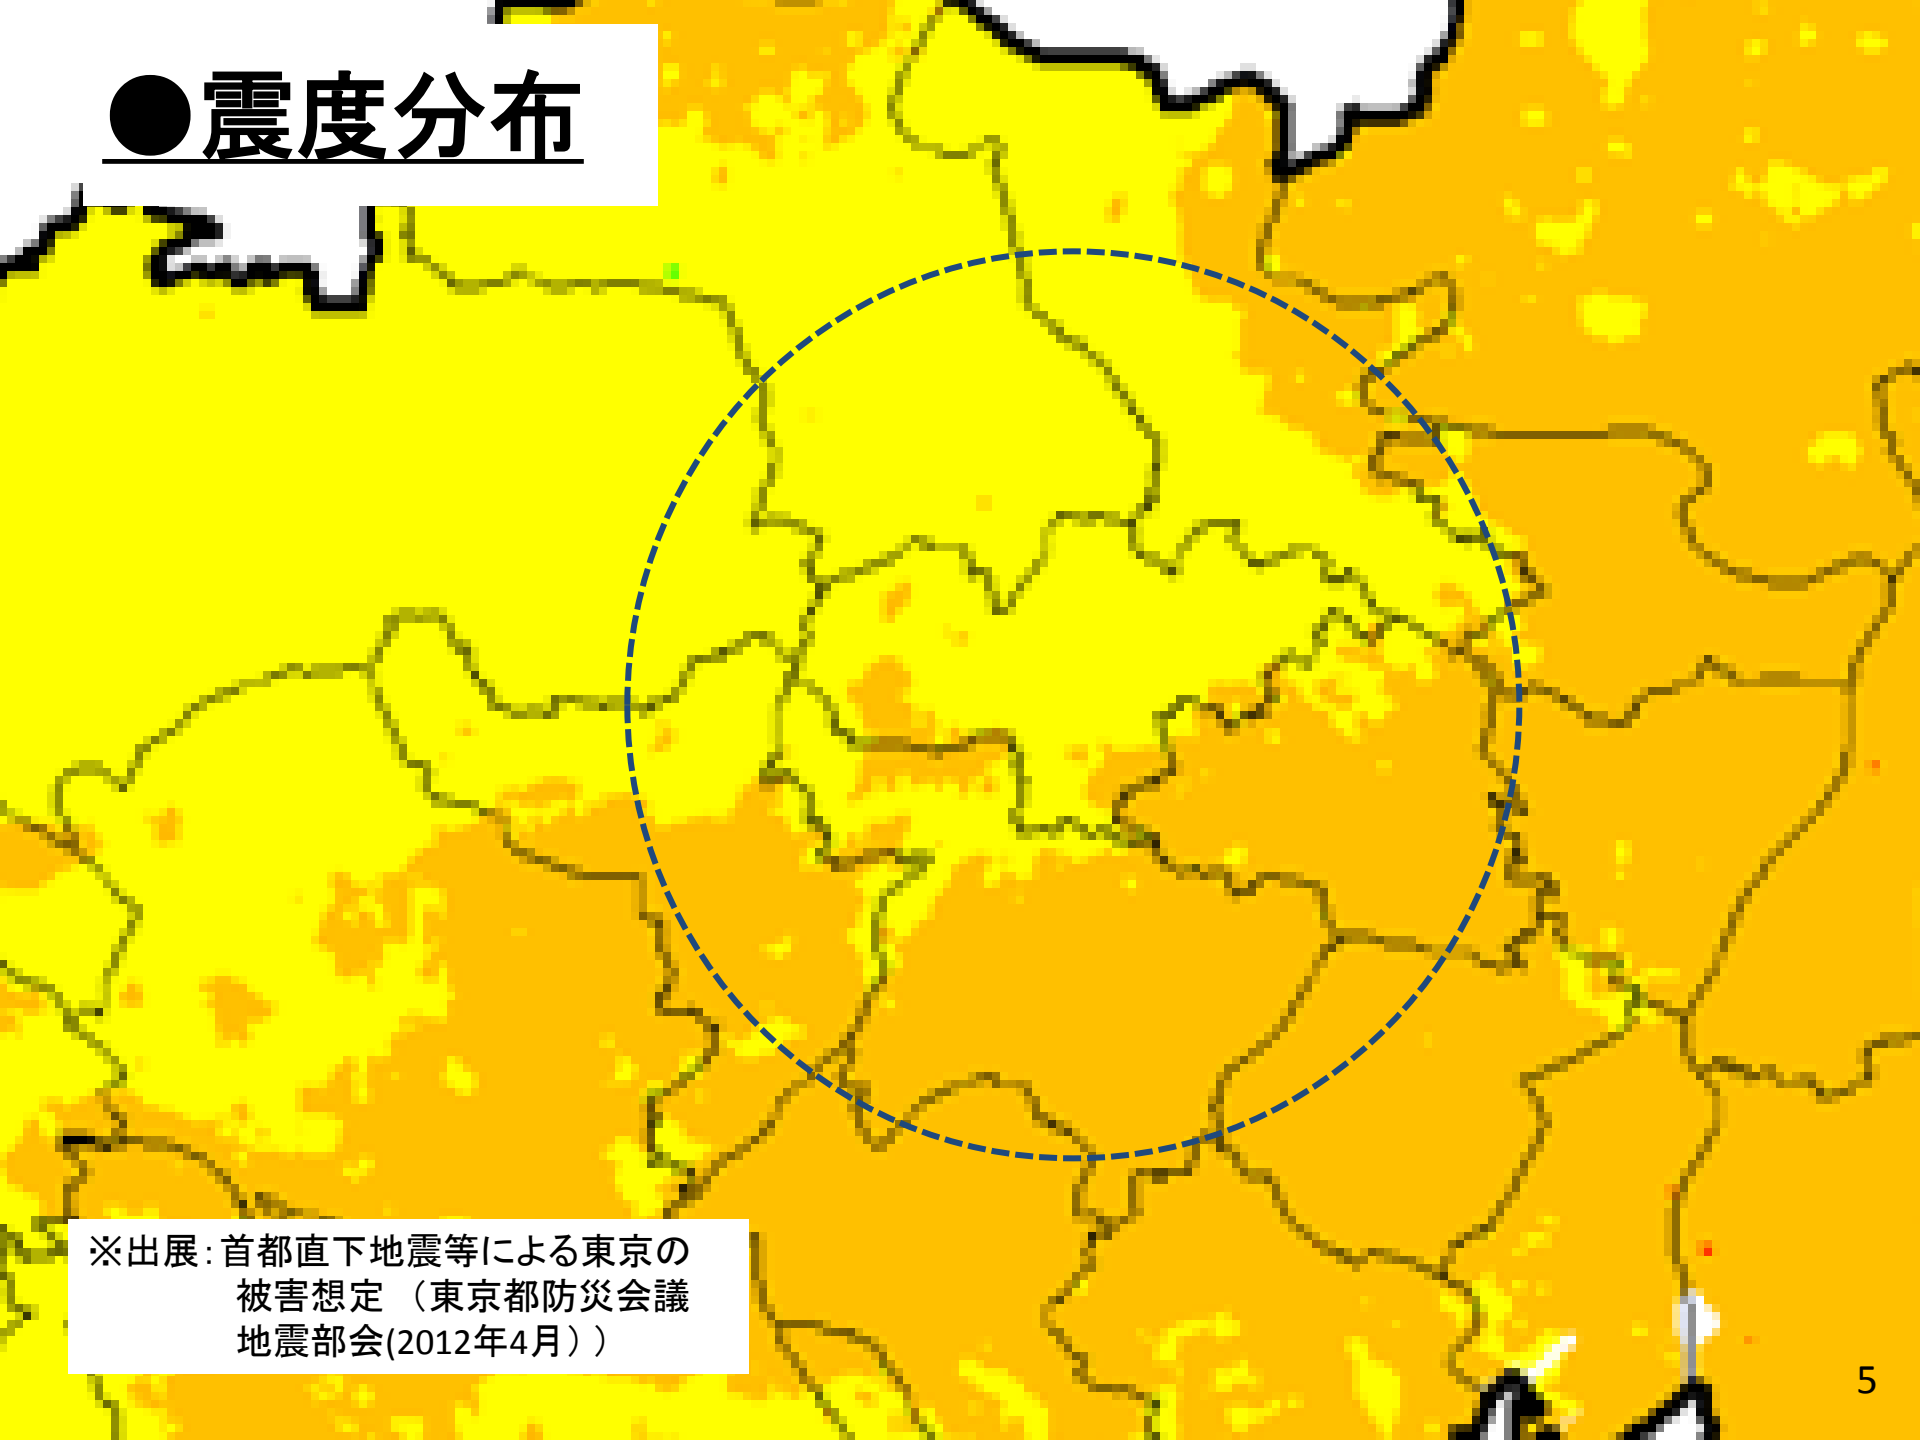 ●震度分布
※出展:首都直下地震等による東京の
被害想定 (東京都防災会議
地震部会(2012年4月))
5